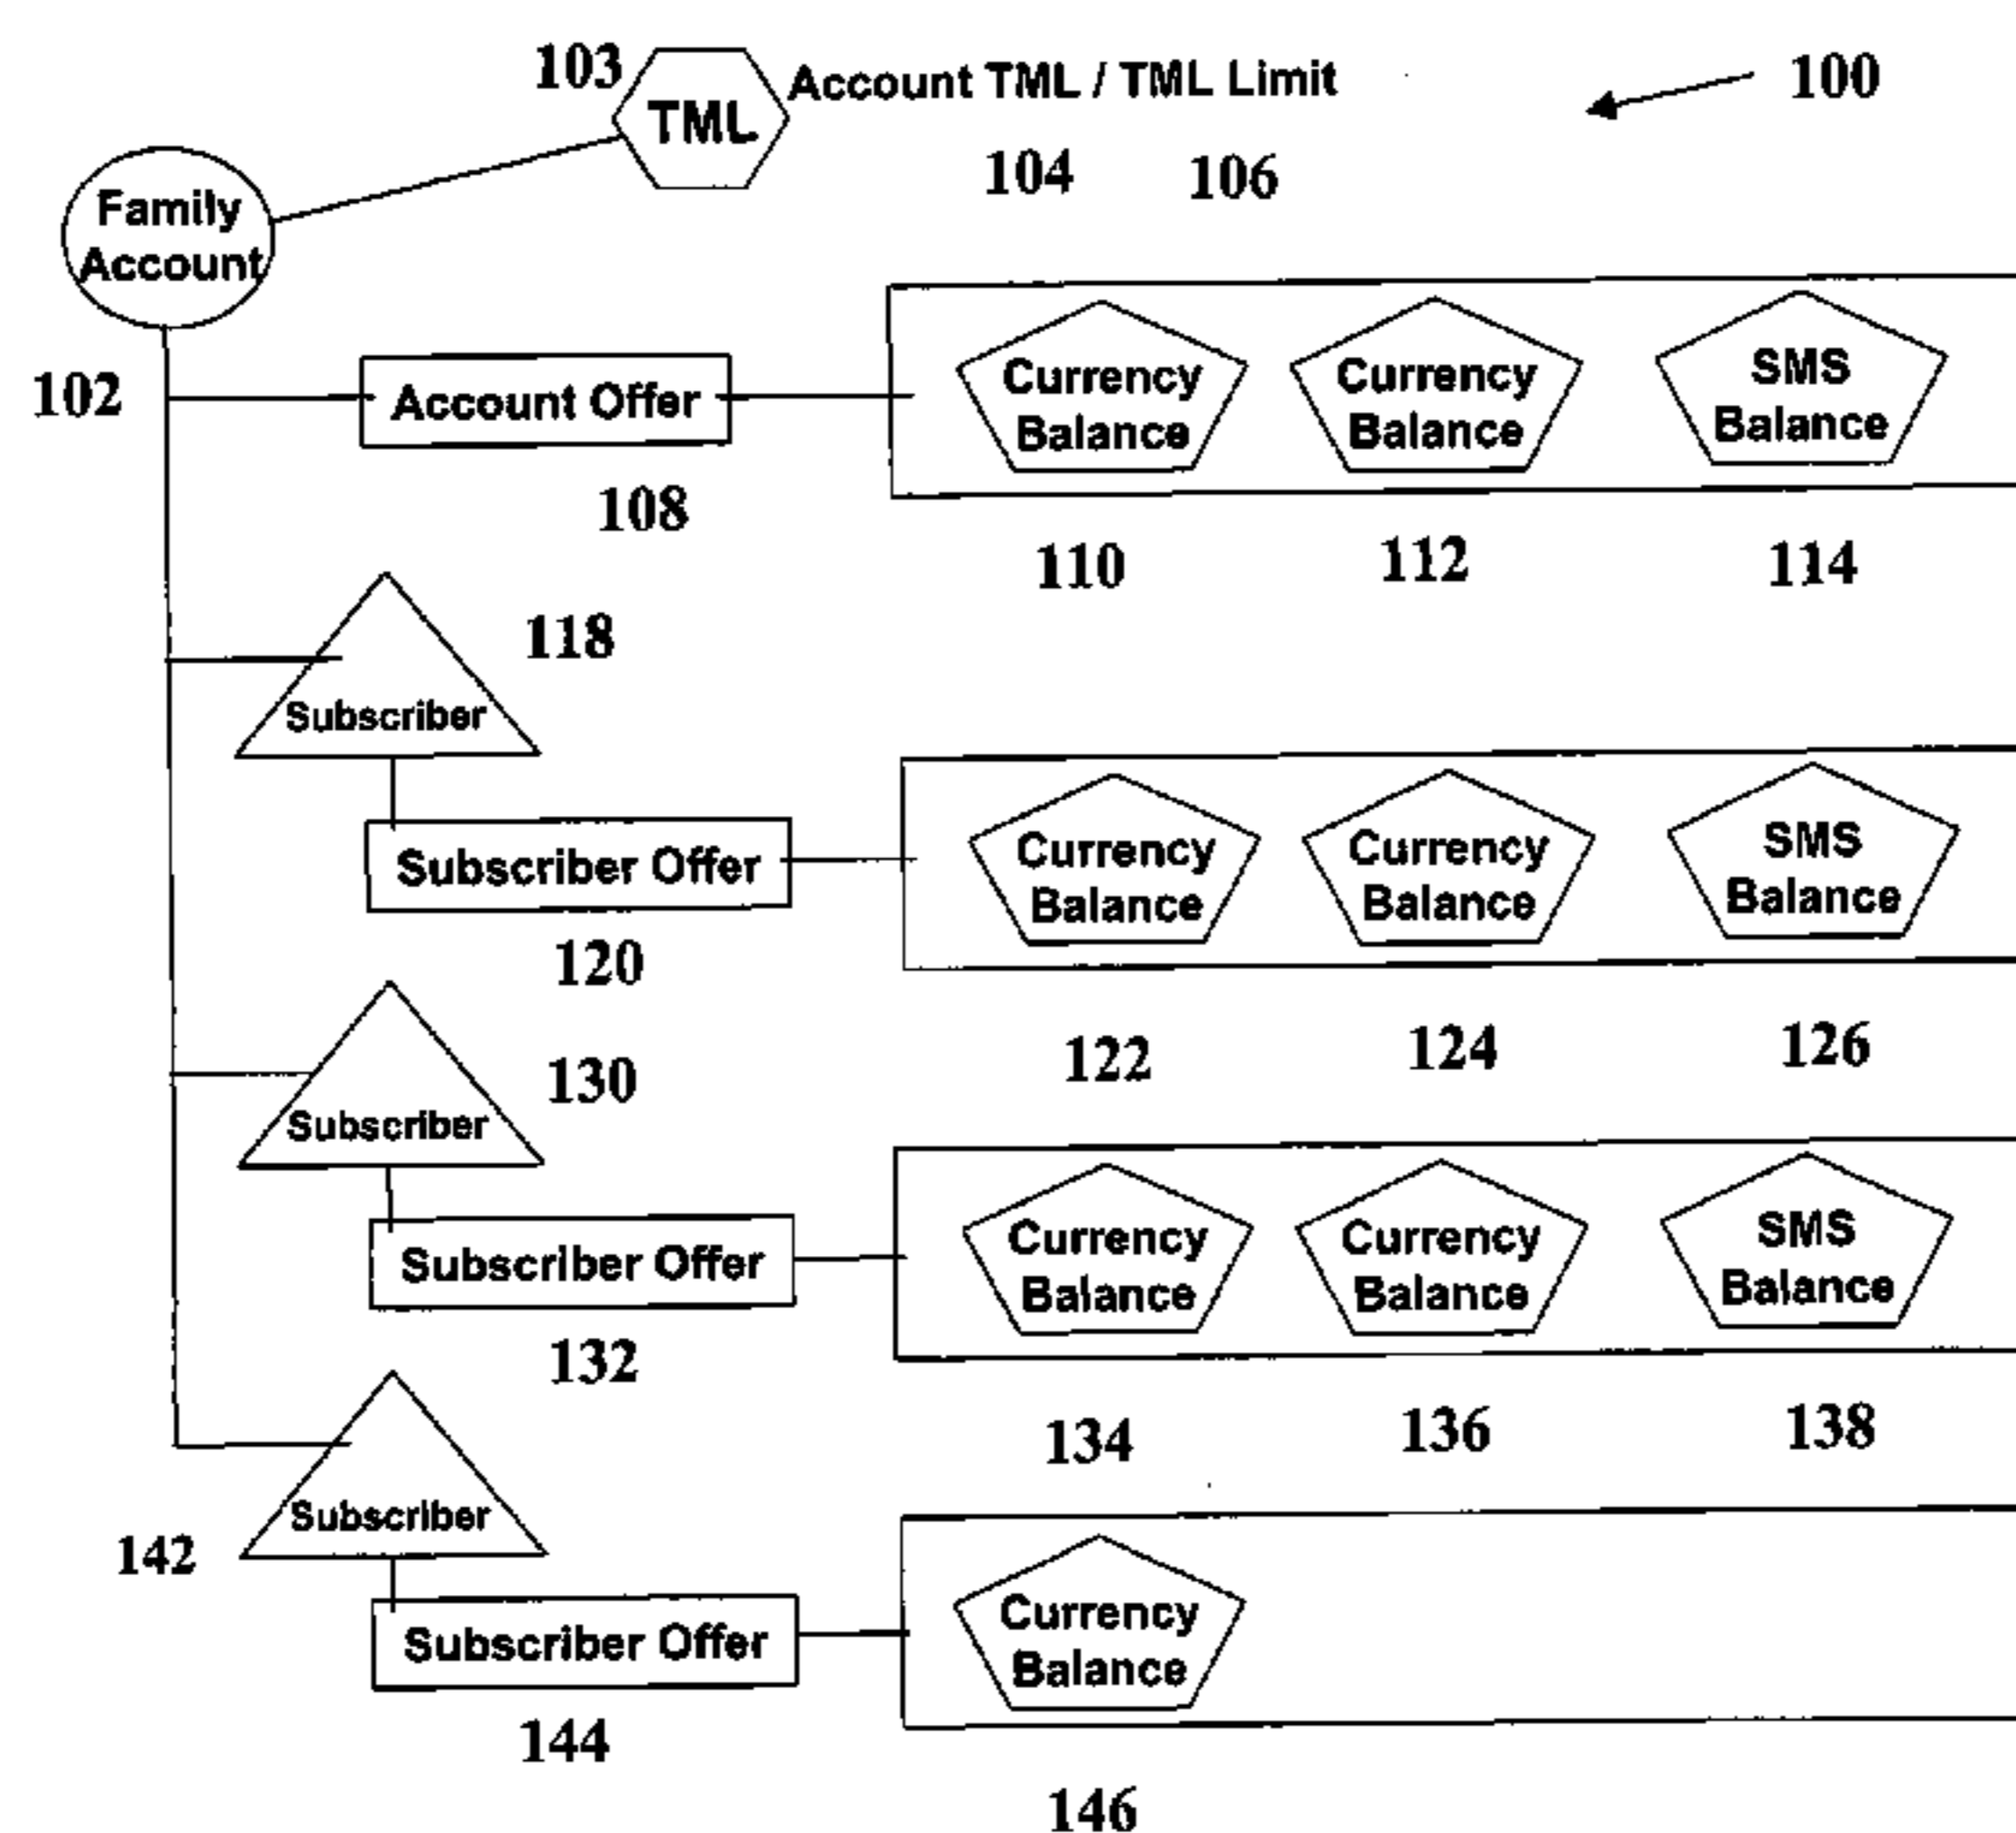 103
TML
Account TML / TML Limit
100
104
106
Family
Account
102
Account Offer
Currency
Balance
Currency
Balance
SMS
Balance
108
110
112
114
118
Subscriber
Subscriber Offer
Currency
Balance
Currency
Balance
SMS
Balance
120
122
124
126
130
Subscriber
Subscriber Offer
Currency
Balance
Currency
Balance
SMS
Balance
132
134
136
138
142
Subscriber
Subscriber Offer
Currency
Balance
144
146